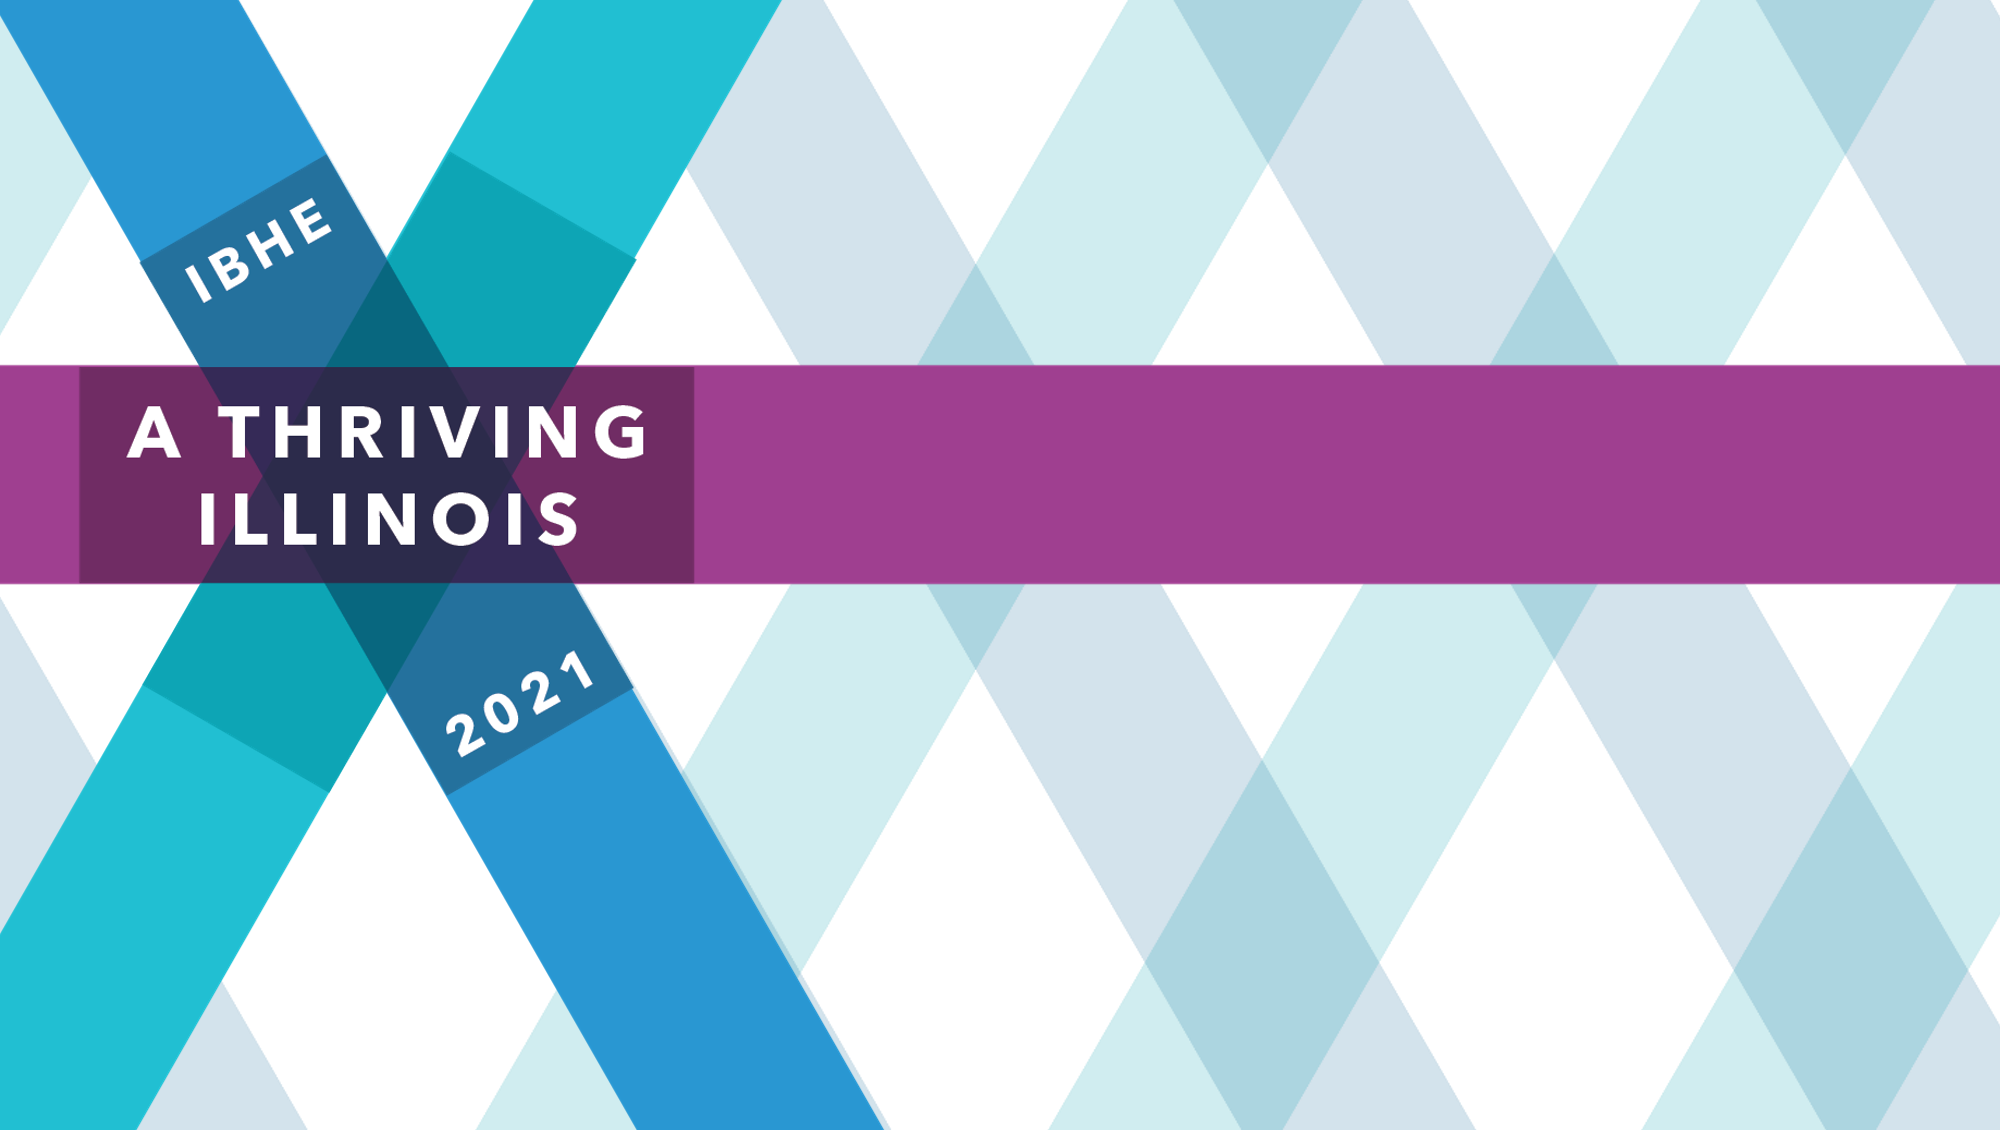 IBHE
A THRIVING
ILLINOIS
2021